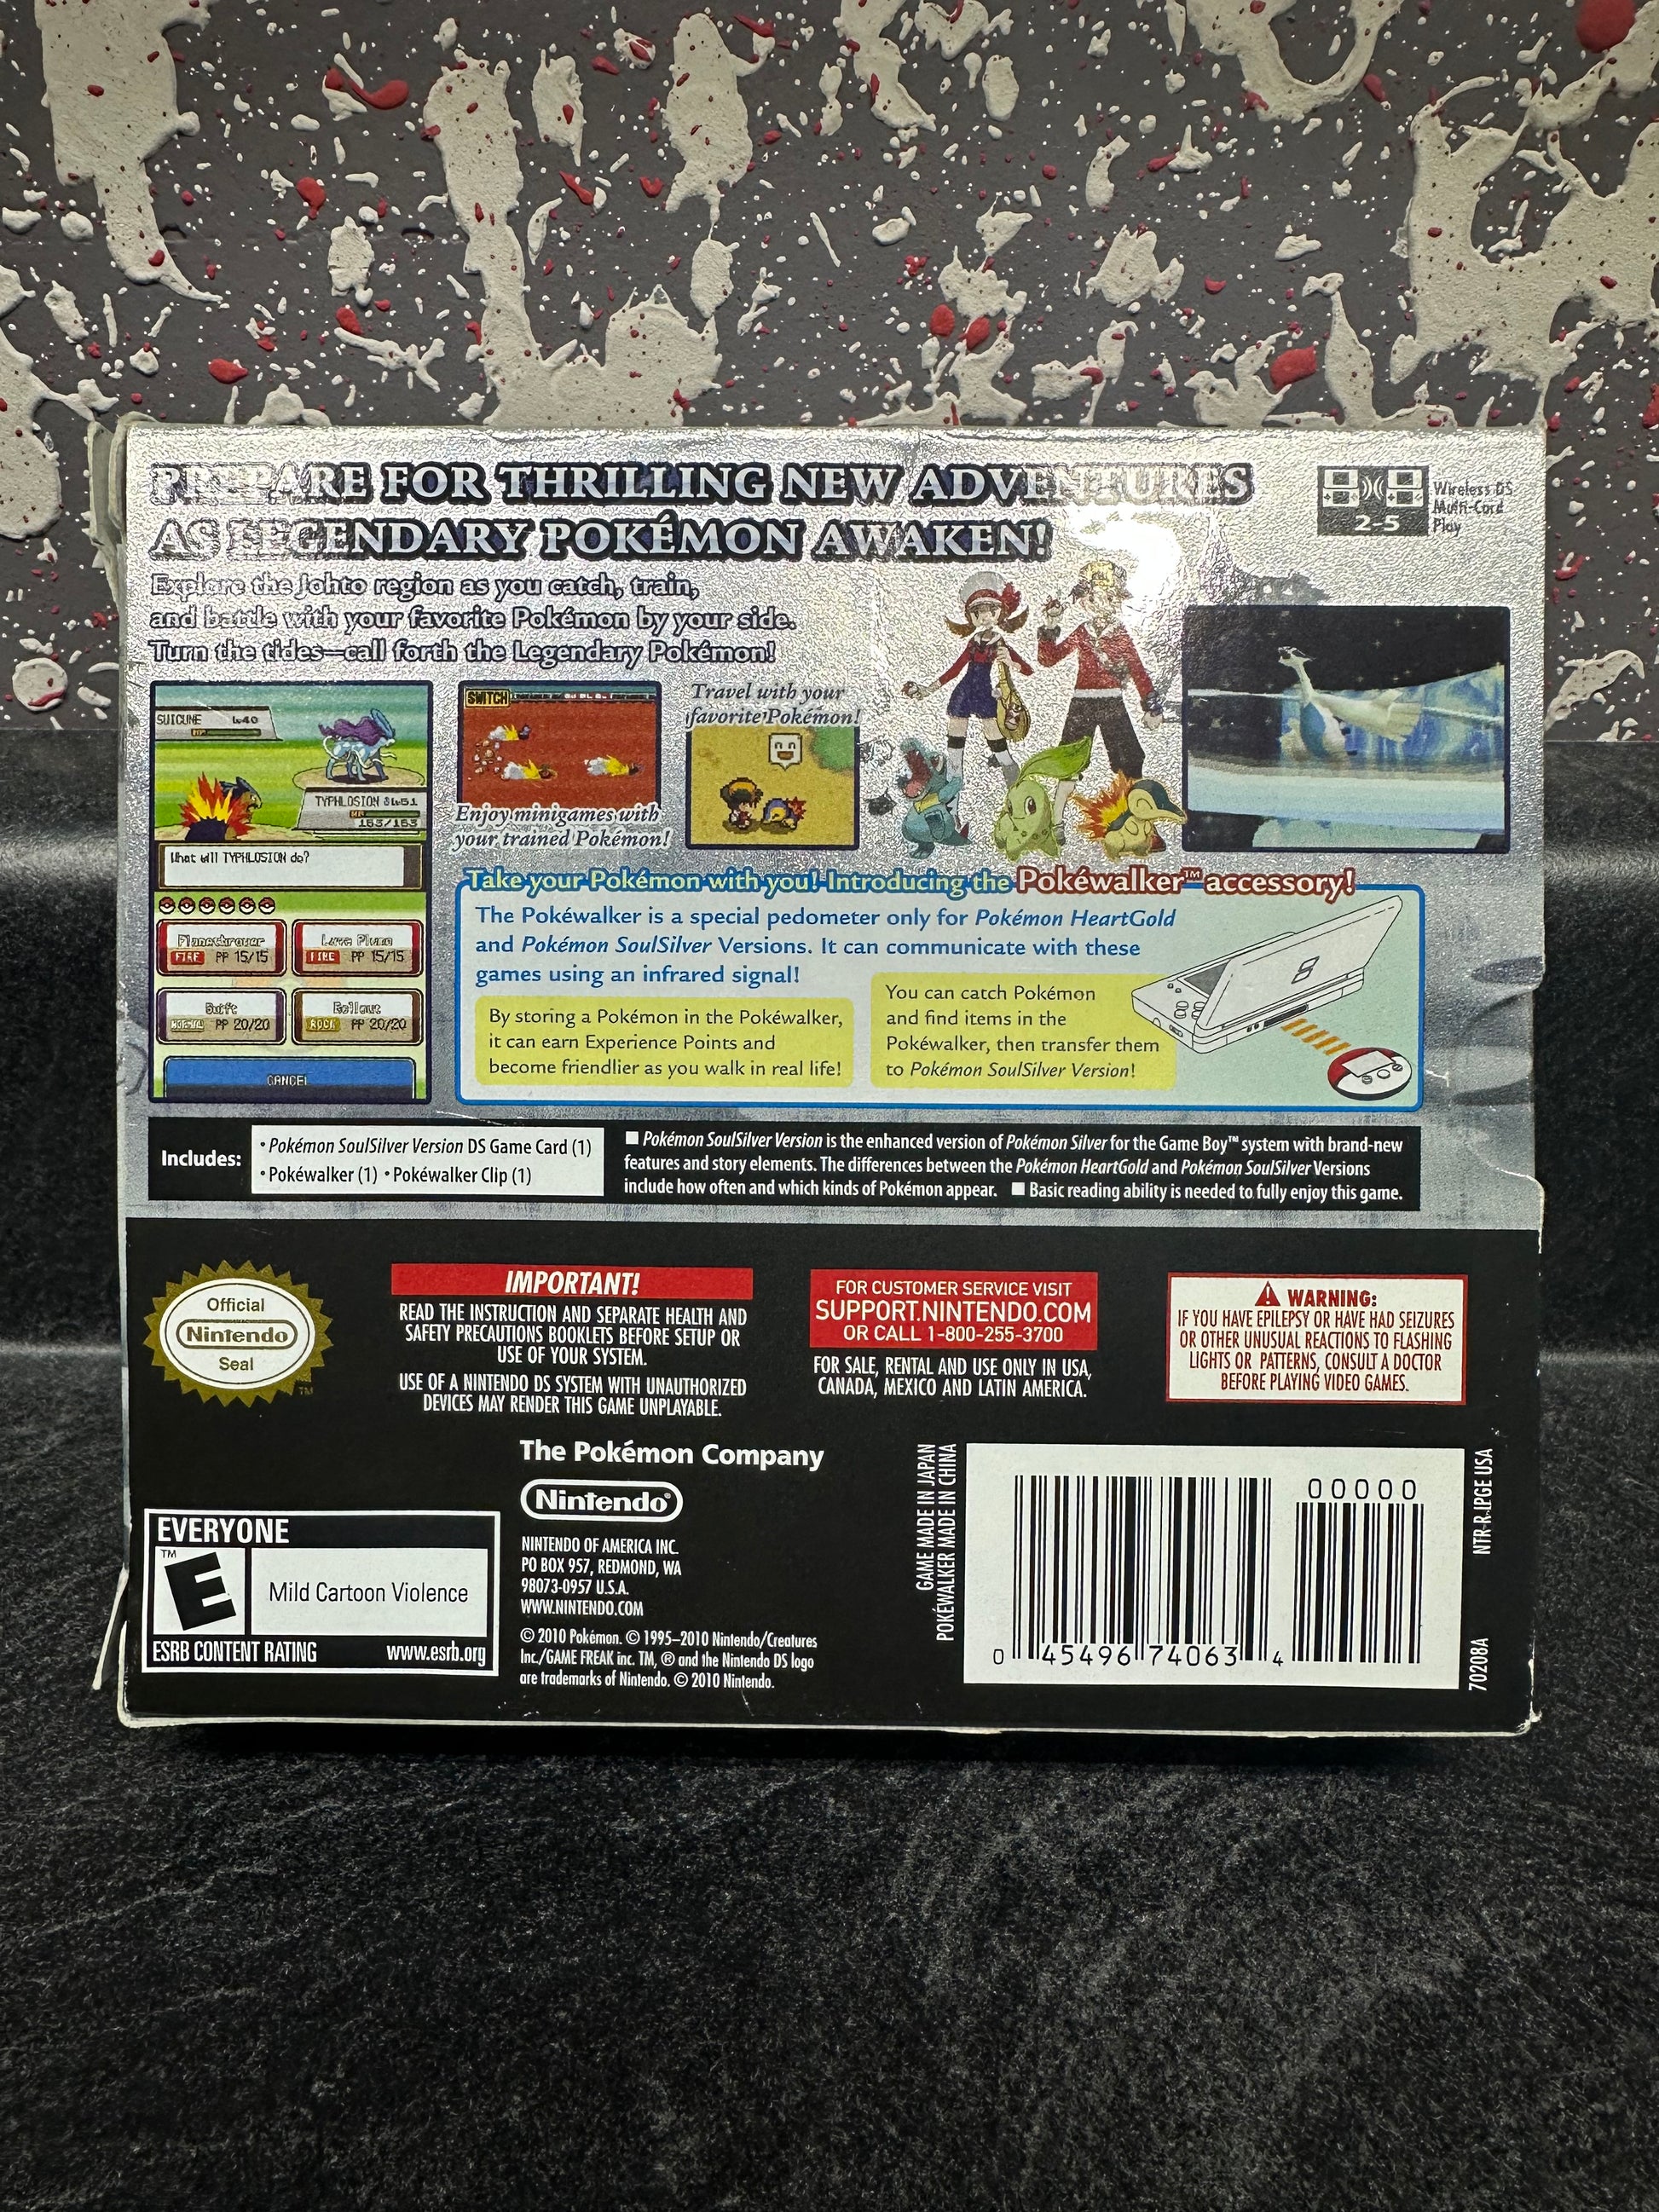 PREPARE FOR THRILLING NEW ADVENTURES
AS LEGENDARY POKÉMON AWAKEN!
2-5
Wireless DS
Multi-Card
Play
Explore the Johto region as you catch, train,
and battle with your favorite Pokémon by your side.
Turn the tides—call forth the Legendary Pokémon!
SUICUNE Lv40
TYPHLOSION ♂Lv51
153/153
What will TYPHLOSION do?
Flamethrower
FIRE PP 15/15
Lava Plume
FIRE PP 15/15
Swift
NORMAL PP 20/20
Rollout
ROCK PP 20/20
CANCEL
SWITCH
Enjoy minigames with
your trained Pokémon!
Travel with your
favorite Pokémon!
Take your Pokémon with you! Introducing the Pokéwalker™ accessory!
The Pokéwalker is a special pedometer only for Pokémon HeartGold
and Pokémon SoulSilver Versions. It can communicate with these
games using an infrared signal!
By storing a Pokémon in the Pokéwalker,
it can earn Experience Points and
become friendlier as you walk in real life!
You can catch Pokémon
and find items in the
Pokéwalker, then transfer them
to Pokémon SoulSilver Version!
Includes:
• Pokémon SoulSilver Version DS Game Card (1)
• Pokéwalker (1) • Pokéwalker Clip (1)
■ Pokémon SoulSilver Version is the enhanced version of Pokémon Silver for the Game Boy™ system with brand-new
features and story elements. The differences between the Pokémon HeartGold and Pokémon SoulSilver Versions
include how often and which kinds of Pokémon appear. ■ Basic reading ability is needed to fully enjoy this game.
Official
Nintendo
Seal
TM
IMPORTANT!
READ THE INSTRUCTION AND SEPARATE HEALTH AND
SAFETY PRECAUTIONS BOOKLETS BEFORE SETUP OR
USE OF YOUR SYSTEM.
USE OF A NINTENDO DS SYSTEM WITH UNAUTHORIZED
DEVICES MAY RENDER THIS GAME UNPLAYABLE.
FOR CUSTOMER SERVICE VISIT
SUPPORT.NINTENDO.COM
OR CALL 1-800-255-3700
FOR SALE, RENTAL AND USE ONLY IN USA,
CANADA, MEXICO AND LATIN AMERICA.
WARNING:
IF YOU HAVE EPILEPSY OR HAVE HAD SEIZURES
OR OTHER UNUSUAL REACTIONS TO FLASHING
LIGHTS OR PATTERNS, CONSULT A DOCTOR
BEFORE PLAYING VIDEO GAMES.
EVERYONE
TM
E
Mild Cartoon Violence
ESRB CONTENT RATING www.esrb.org
The Pokémon Company
Nintendo®
NINTENDO OF AMERICA INC.
PO BOX 957, REDMOND, WA
98073-0957 U.S.A.
WWW.NINTENDO.COM
© 2010 Pokémon. © 1995–2010 Nintendo/Creatures
Inc./GAME FREAK inc. TM, ® and the Nintendo DS logo
are trademarks of Nintendo. © 2010 Nintendo.
GAME MADE IN JAPAN
POKÉWALKER MADE IN CHINA
00000
0 45496 74063 4
NTR-R.IPGE USA
70208A